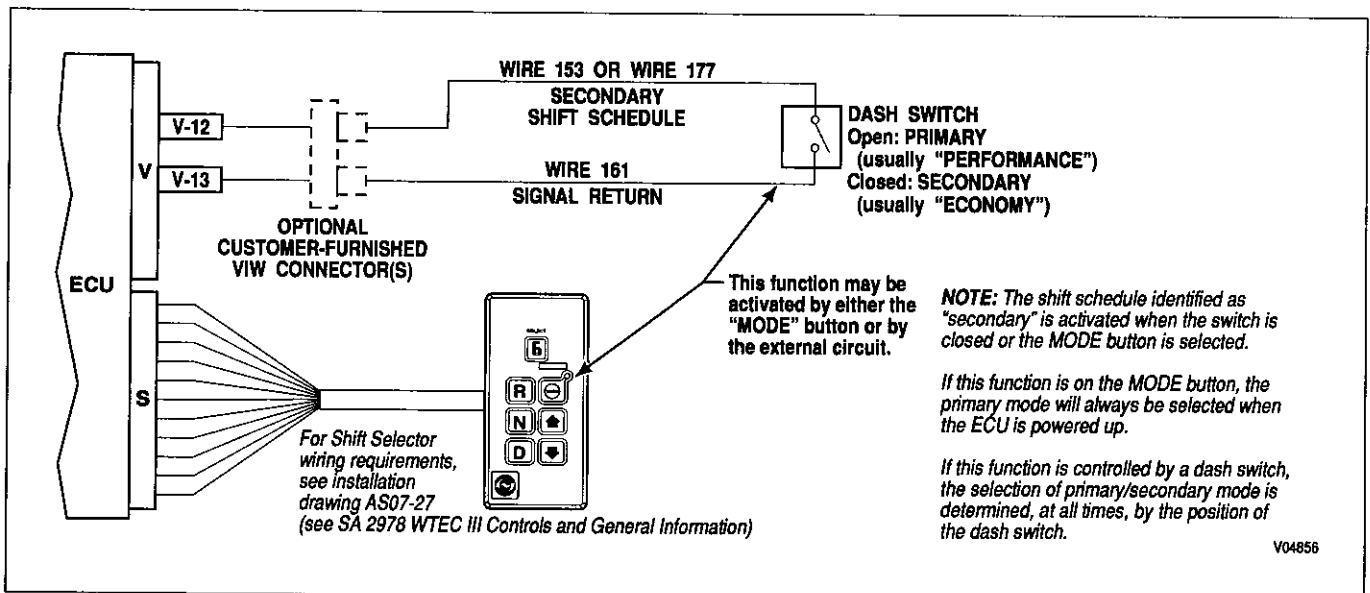 WIRE 153 OR WIRE 177
SECONDARY
SHIFT SCHEDULE
V-12
V-13
V
WIRE 161
SIGNAL RETURN
DASH SWITCH
Open: PRIMARY
(usually “PERFORMANCE”)
Closed: SECONDARY
(usually “ECONOMY”)
OPTIONAL
CUSTOMER-FURNISHED
VIW CONNECTOR(S)
ECU
S
This function may be
activated by either the
“MODE” button or by
the external circuit.
6
R
N
D
For Shift Selector
wiring requirements,
see installation
drawing AS07-27
(see SA 2978 WTEC III Controls and General Information)
NOTE: The shift schedule identified as
“secondary” is activated when the switch is
closed or the MODE button is selected.
If this function is on the MODE button, the
primary mode will always be selected when
the ECU is powered up.
If this function is controlled by a dash switch,
the selection of primary/secondary mode is
determined, at all times, by the position of
the dash switch.
V04856